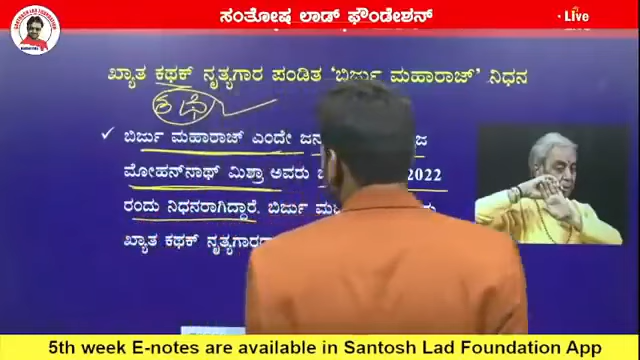 ಸಂತೋಷ ಲಾಡ್ ಫೌಂಡೇಶನ್
Live
ಖ್ಯಾತ ಕಥಕ್ ನೃತ್ಯಗಾರ ಪಂಡಿತ 'ಬಿರ್ಜು ಮಹಾರಾಜ್' ನಿಧನ
✓ ಬಿರ್ಜು ಮಹಾರಾಜ್ ಎಂದೇ
ಮೋಹನ್‌ನಾಥ್ ಮಿಶ್ರಾ ಅವರು 2022
ರಂದು ನಿಧನರಾಗಿದ್ದಾರೆ. ಬಿರ್ಜು
ಖ್ಯಾತ ಕಥಕ್
5th week E-notes are available in Santosh Lad Foundation App